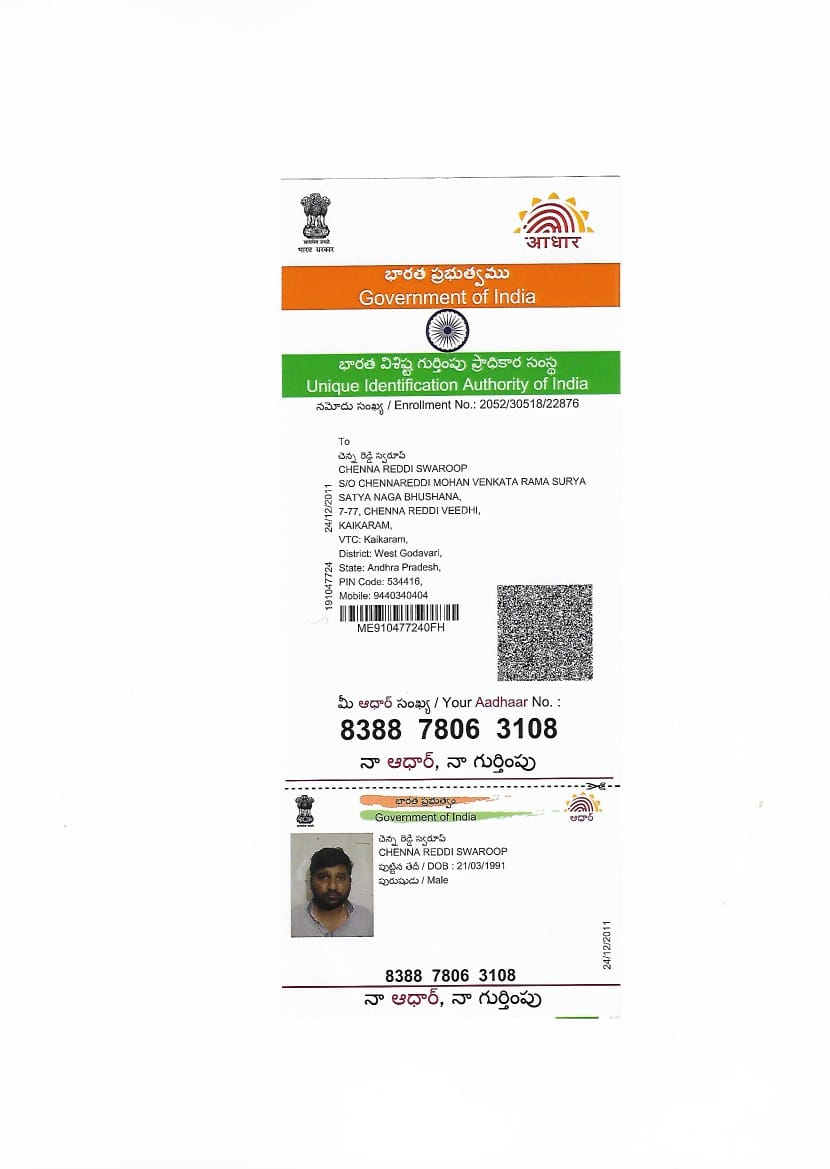 सत्यमेव जयते
भारत सरकार
आधार
భారత ప్రభుత్వము
Government of India
భారత విశిష్ట గుర్తింపు ప్రాధికార సంస్థ
Unique Identification Authority of India
నమోదు సంఖ్య / Enrollment No.: 2052/30518/22876
To
చెన్న రెడ్డి స్వరూప్
CHENNA REDDI SWAROOP
S/O CHENNAREDDI MOHAN VENKATA RAMA SURYA
SATYA NAGA BHUSHANA,
7-77, CHENNA REDDI VEEDHI,
KAIKARAM,
VTC: Kaikaram,
District: West Godavari,
State: Andhra Pradesh,
PIN Code: 534416,
Mobile: 9440340404
24/12/2011
191047724
ME910477240FH
మీ ఆధార్ సంఖ్య / Your Aadhaar No. :
8388 7806 3108
నా ఆధార్, నా గుర్తింపు
భారత ప్రభుత్వం
Government of India
ఆధార్
చెన్న రెడ్డి స్వరూప్
CHENNA REDDI SWAROOP
పుట్టిన తేదీ / DOB : 21/03/1991
పురుషుడు / Male
24/12/2011
8388 7806 3108
నా ఆధార్, నా గుర్తింపు